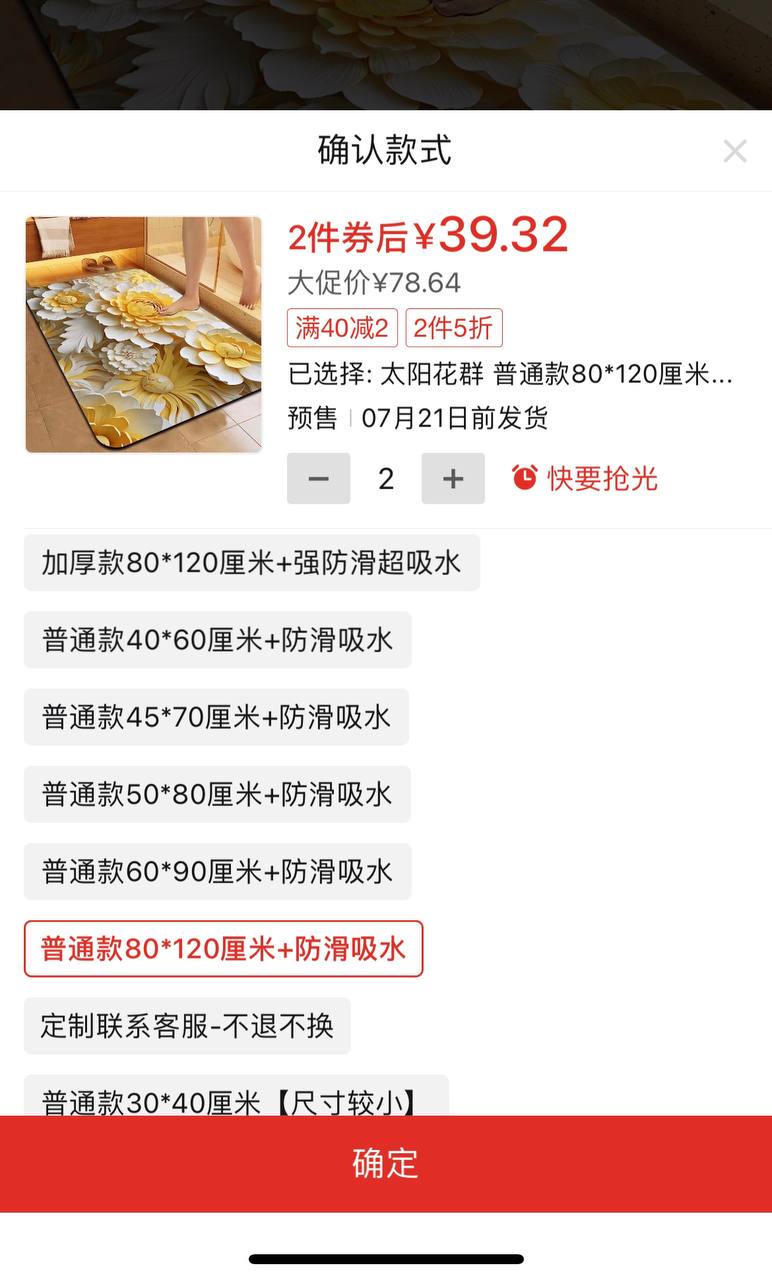 确认款式
2件券后¥39.32
大促价¥78.64
满40减2 2件5折
已选择: 太阳花群 普通款80*120厘米...
预售 | 07月21日前发货
− 2 + 快要抢光
加厚款80*120厘米+强防滑超吸水
普通款40*60厘米+防滑吸水
普通款45*70厘米+防滑吸水
普通款50*80厘米+防滑吸水
普通款60*90厘米+防滑吸水
普通款80*120厘米+防滑吸水
定制联系客服-不退不换
普通款30*40厘米【尺寸较小】
确定